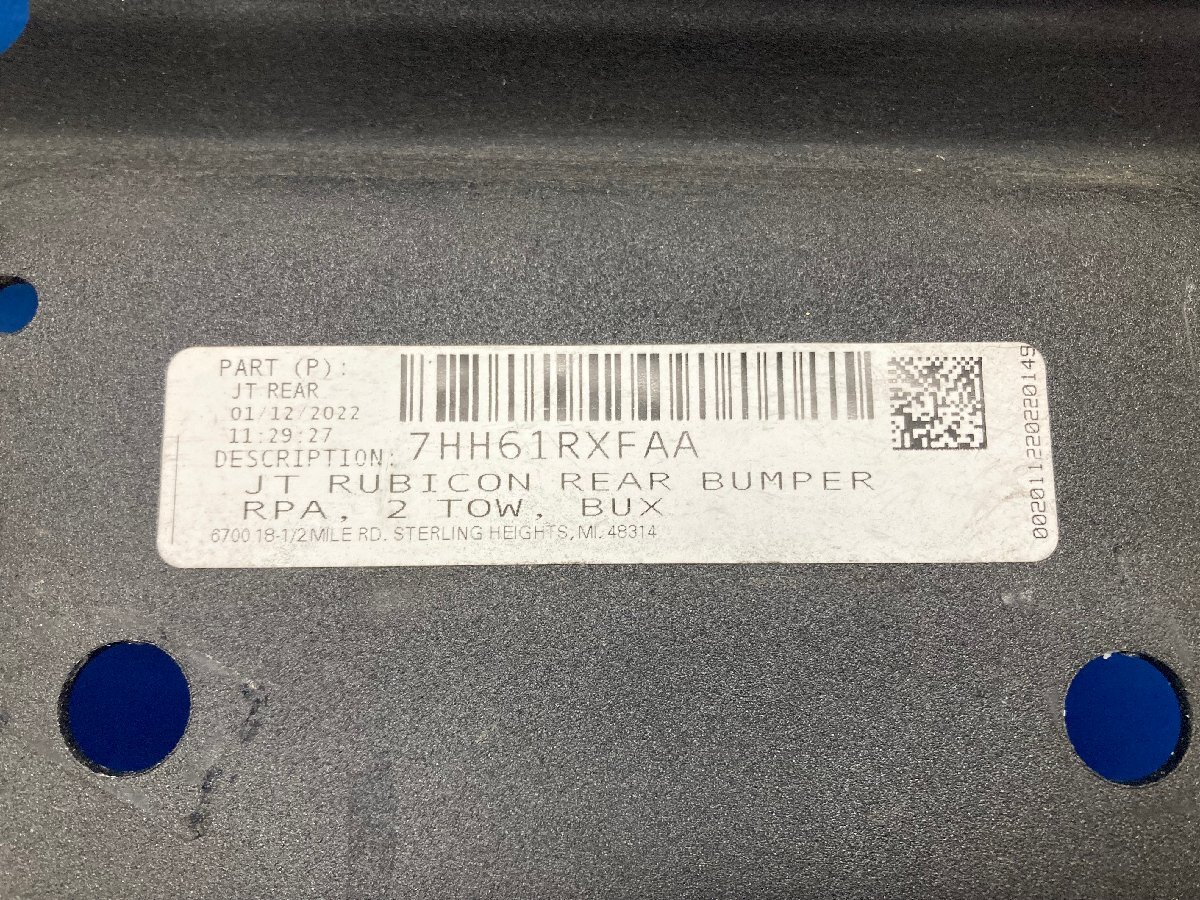 PART (P):
JT REAR
01/12/2022
11:29:27
7HH61RXFAA
DESCRIPTION:
JT RUBICON REAR BUMPER
RPA, 2 TOW, BUX
6700 18-1/2 MILE RD. STERLING HEIGHTS, MI. 48314
002011220220149